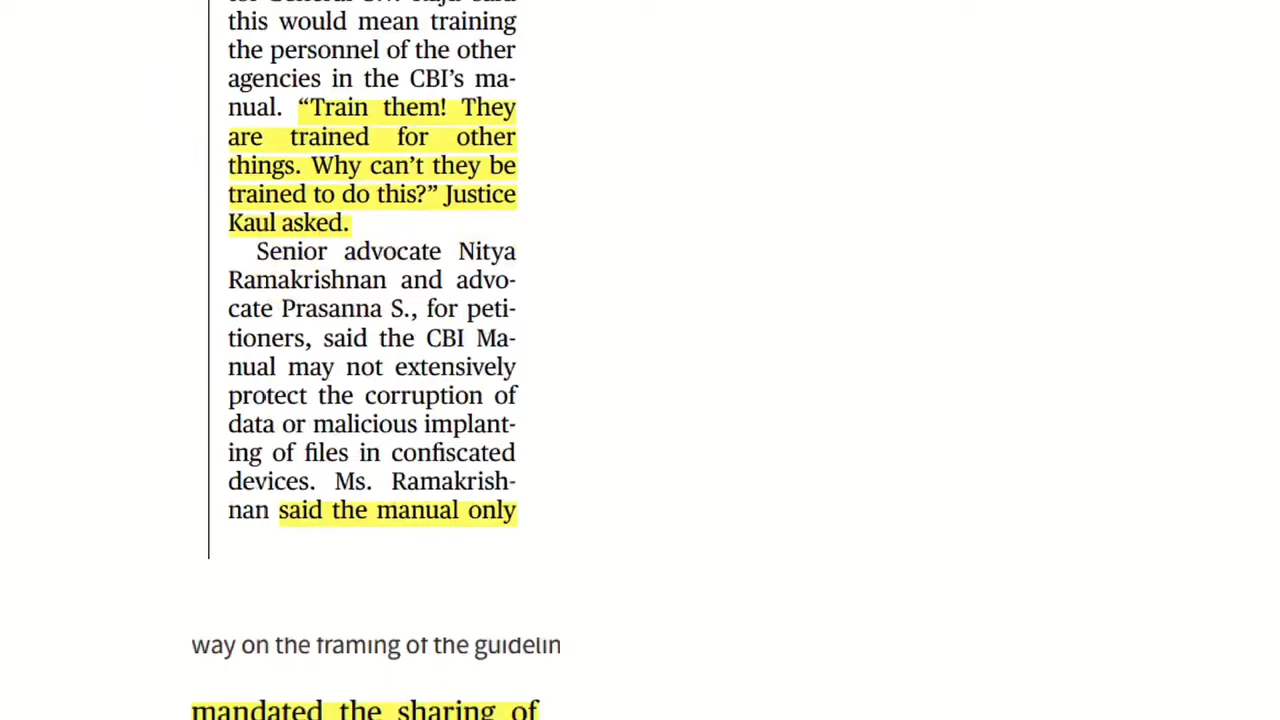 this would mean training
the personnel of the other
agencies in the CBI’s ma-
nual. “Train them! They
are trained for other
things. Why can’t they be
trained to do this?” Justice
Kaul asked.
Senior advocate Nitya
Ramakrishnan and advo-
cate Prasanna S., for peti-
tioners, said the CBI Ma-
nual may not extensively
protect the corruption of
data or malicious implant-
ing of files in confiscated
devices. Ms. Ramakrish-
nan said the manual only
way on the framing of the guidelin
mandated the sharing of